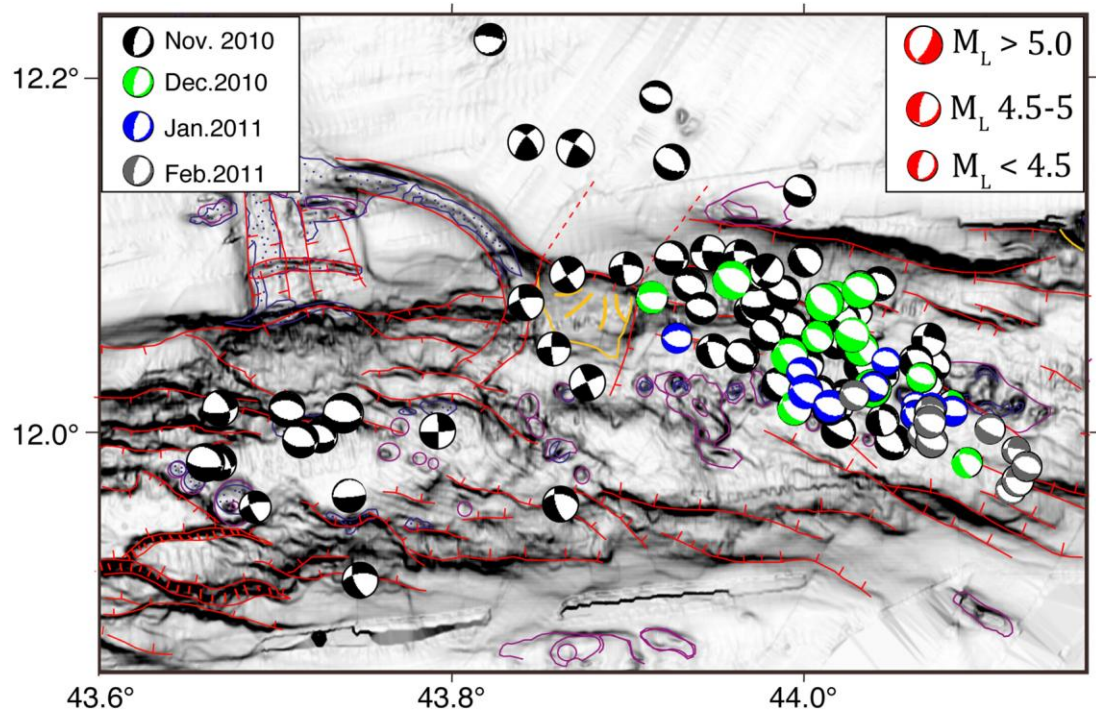 Nov. 2010
Dec.2010
Jan.2011
Feb.2011
M_L > 5.0
M_L 4.5-5
M_L < 4.5
12.2°
12.0°
43.6°
43.8°
44.0°